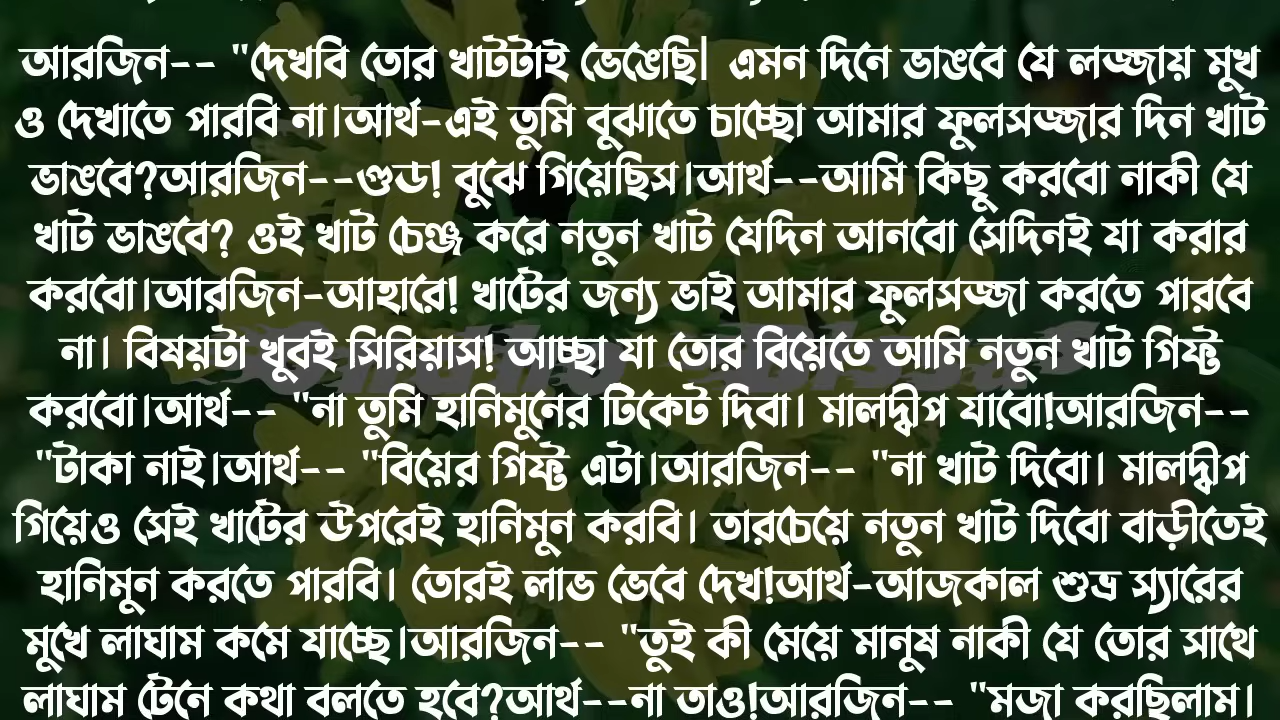 আরজিন-- "দেখবি তোর খাটটাই ভেঙেছি| এমন দিনে ভাঙবে যে লজ্জায় মুখ
ও দেখাতে পারবি না।আর্থ-এই তুমি বুঝাতে চাচ্ছো আমার ফুলসজ্জার দিন খাট
ভাঙবে?আরজিন--গুড! বুঝে গিয়েছিস।আর্থ--আমি কিছু করবো নাকী যে
খাট ভাঙবে? ওই খাট চেঞ্জ করে নতুন খাট যেদিন আনবো সেদিনই যা করার
করবো।আরজিন-আহারে! খাটের জন্য ভাই আমার ফুলসজ্জা করতে পারবে
না। বিষয়টা খুবই সিরিয়াস! আচ্ছা যা তোর বিয়েতে আমি নতুন খাট গিফ্ট
করবো।আর্থ-- "না তুমি হানিমুনের টিকেট দিবা। মালদ্বীপ যাবো!আরজিন--
"টাকা নাই।আর্থ-- "বিয়ের গিফ্ট এটা।আরজিন-- "না খাট দিবো। মালদ্বীপ
গিয়েও সেই খাটের উপরেই হানিমুন করবি। তারচেয়ে নতুন খাট দিবো বাড়ীতেই
হানিমুন করতে পারবি। তোরই লাভ ভেবে দেখ!আর্থ-আজকাল শুভ্র স্যারের
মুখে লাঘাম কমে যাচ্ছে।আরজিন-- "তুই কী মেয়ে মানুষ নাকী যে তোর সাথে
লাঘাম টেনে কথা বলতে হবে?আর্থ--না তাও!আরজিন-- "মজা করছিলাম।